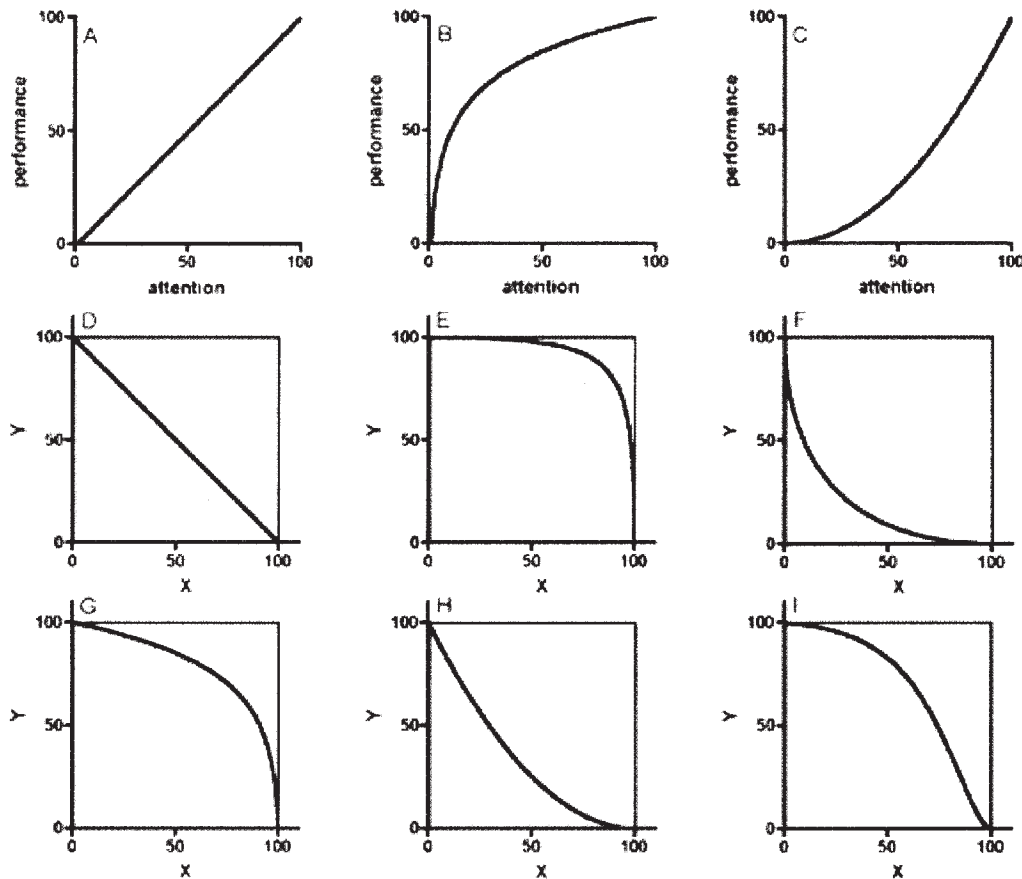 A B C
100 100 100
performance performance performance
50 50 50
0 0 0
0 50 100 0 50 100 0 50 100
attention attention attention
D E F
100 100 100
Y Y Y
50 50 50
0 0 0
0 50 100 0 50 100 0 50 100
X X X
G H I
100 100 100
Y Y Y
50 50 50
0 0 0
0 50 100 0 50 100 0 50 100
X X X